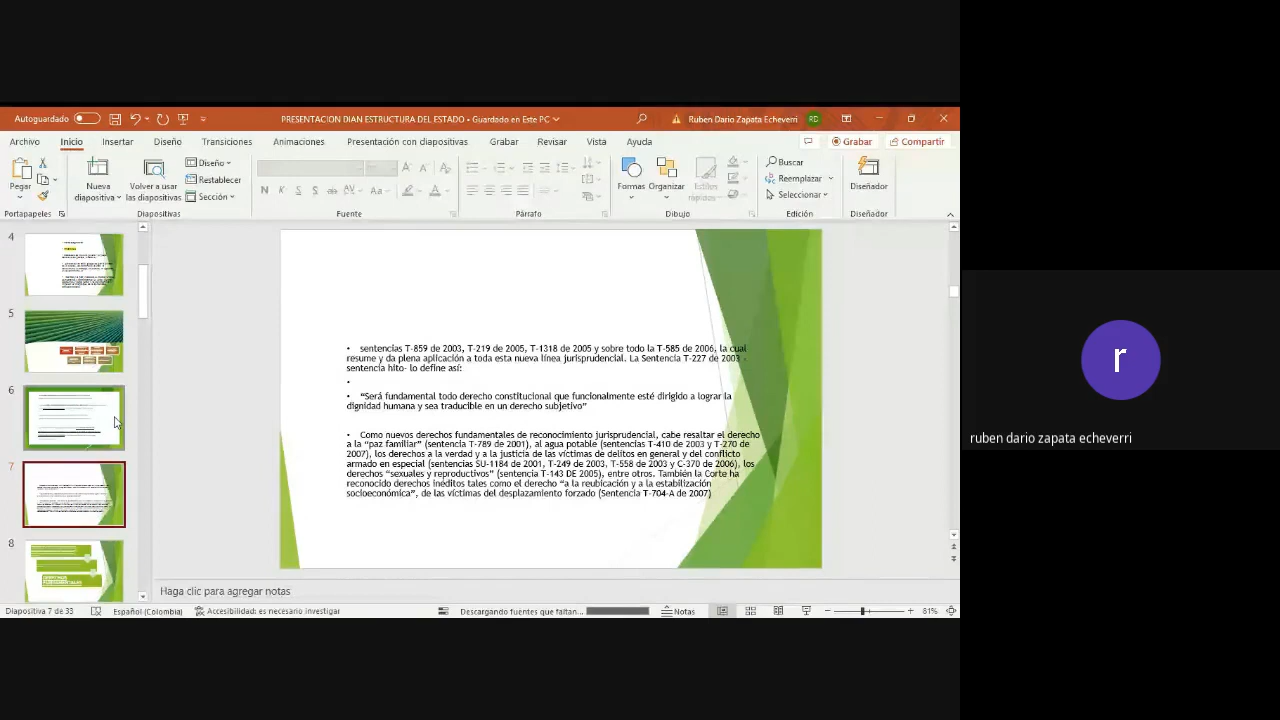 Autoguardado
PRESENTACION DIAN ESTRUCTURA DEL ESTADO • Guardado en Este PC
Ruben Dario Zapata Echeverri
RD
Archivo Inicio Insertar Diseño Transiciones Animaciones Presentación con diapositivas Grabar Revisar Vista Ayuda
Grabar
Compartir
Pegar
Nueva diapositiva
Volver a usar las diapositivas
Diseño
Restablecer
Sección
N K S S ab AV Aa A
Formas
Organizar
Estilos rápidos
Buscar
Reemplazar
Seleccionar
Diseñador
Portapapeles Diapositivas Fuente Párrafo Dibujo Edición Diseñador
4
5
6
7
8
• sentencias T-859 de 2003, T-219 de 2005, T-1318 de 2005 y sobre todo la T-585 de 2006, la cual
resume y da plena aplicación a toda esta nueva línea jurisprudencial. La Sentencia T-227 de 2003 -
sentencia hito- lo define así:
•
• "Será fundamental todo derecho constitucional que funcionalmente esté dirigido a lograr la
dignidad humana y sea traducible en un derecho subjetivo"
• Como nuevos derechos fundamentales de reconocimiento jurisprudencial, cabe resaltar el derecho
a la "paz familiar" (sentencia T-789 de 2001), al agua potable (sentencias T-410 de 2003 y T-270 de
2007), los derechos a la verdad y a la justicia de las víctimas de delitos en general y del conflicto
armado en especial (sentencias SU-1184 de 2001, T-249 de 2003, T-558 de 2003 y C-370 de 2006), los
derechos "sexuales y reproductivos" (sentencia T-143 DE 2005), entre otros. También la Corte ha
reconocido derechos inéditos tales como el derecho "a la reubicación y a la estabilización
socioeconómica", de las víctimas del desplazamiento forzado (Sentencia T-704-A de 2007)
Haga clic para agregar notas
Diapositiva 7 de 33
Español (Colombia)
Accesibilidad: es necesario investigar
Descargando fuentes que faltan...
Notas
81%
r
ruben dario zapata echeverri